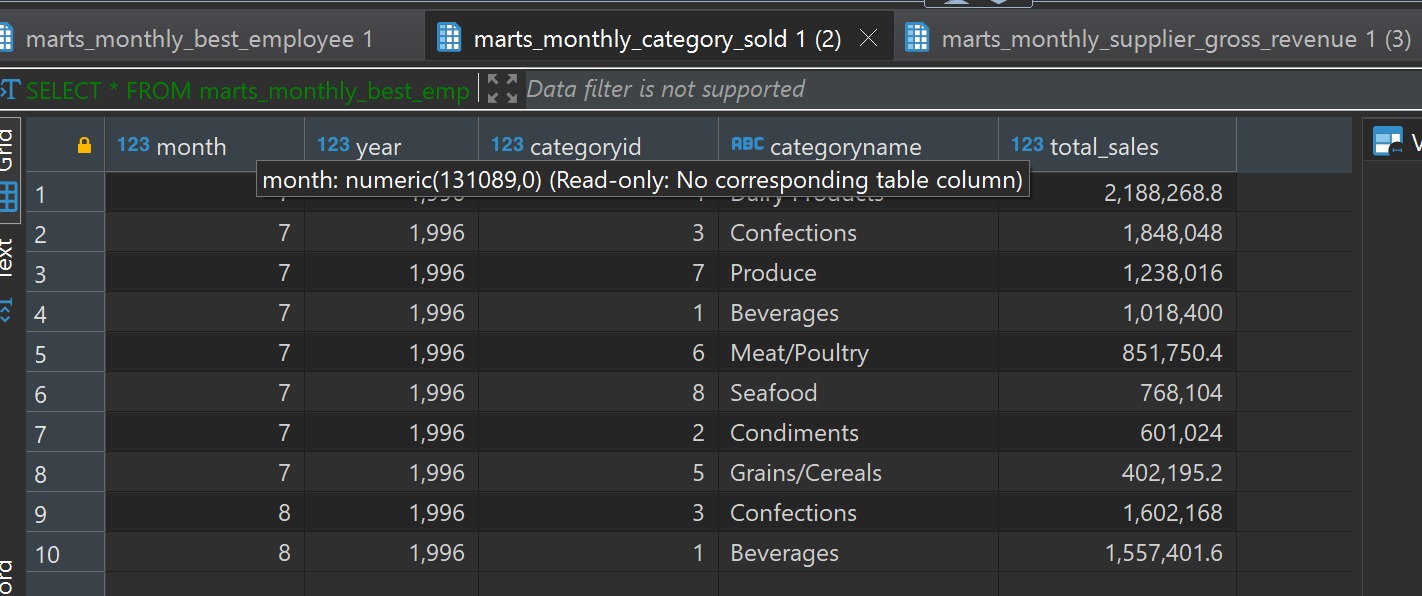 marts_monthly_best_employee 1 marts_monthly_category_sold 1 (2) marts_monthly_supplier_gross_revenue 1 (3)
SELECT * FROM marts_monthly_best_emp Data filter is not supported
Grid
Text
123 month 123 year 123 categoryid ABC categoryname 123 total_sales
month: numeric(131089,0) (Read-only: No corresponding table column)
1 2,188,268.8
2 7 1,996 3 Confections 1,848,048
3 7 1,996 7 Produce 1,238,016
4 7 1,996 1 Beverages 1,018,400
5 7 1,996 6 Meat/Poultry 851,750.4
6 7 1,996 8 Seafood 768,104
7 7 1,996 2 Condiments 601,024
8 7 1,996 5 Grains/Cereals 402,195.2
9 8 1,996 3 Confections 1,602,168
10 8 1,996 1 Beverages 1,557,401.6